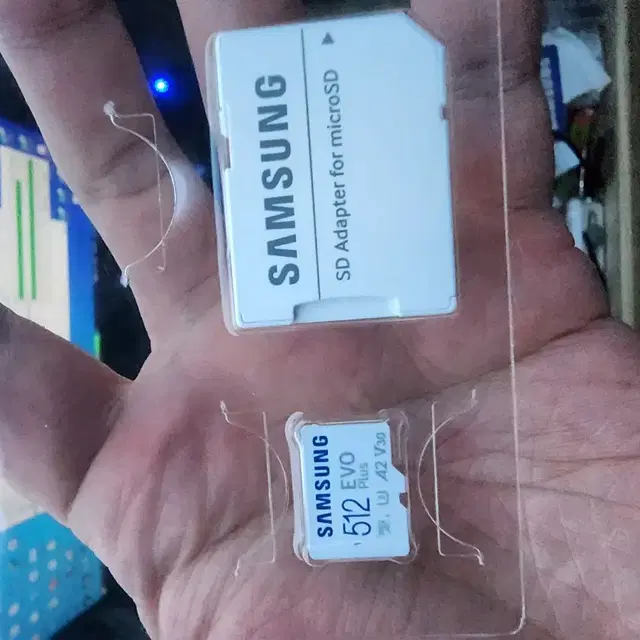 SAMSUNG
SD Adapter for microSD
SAMSUNG
512 EVO
Plus
A2 V30